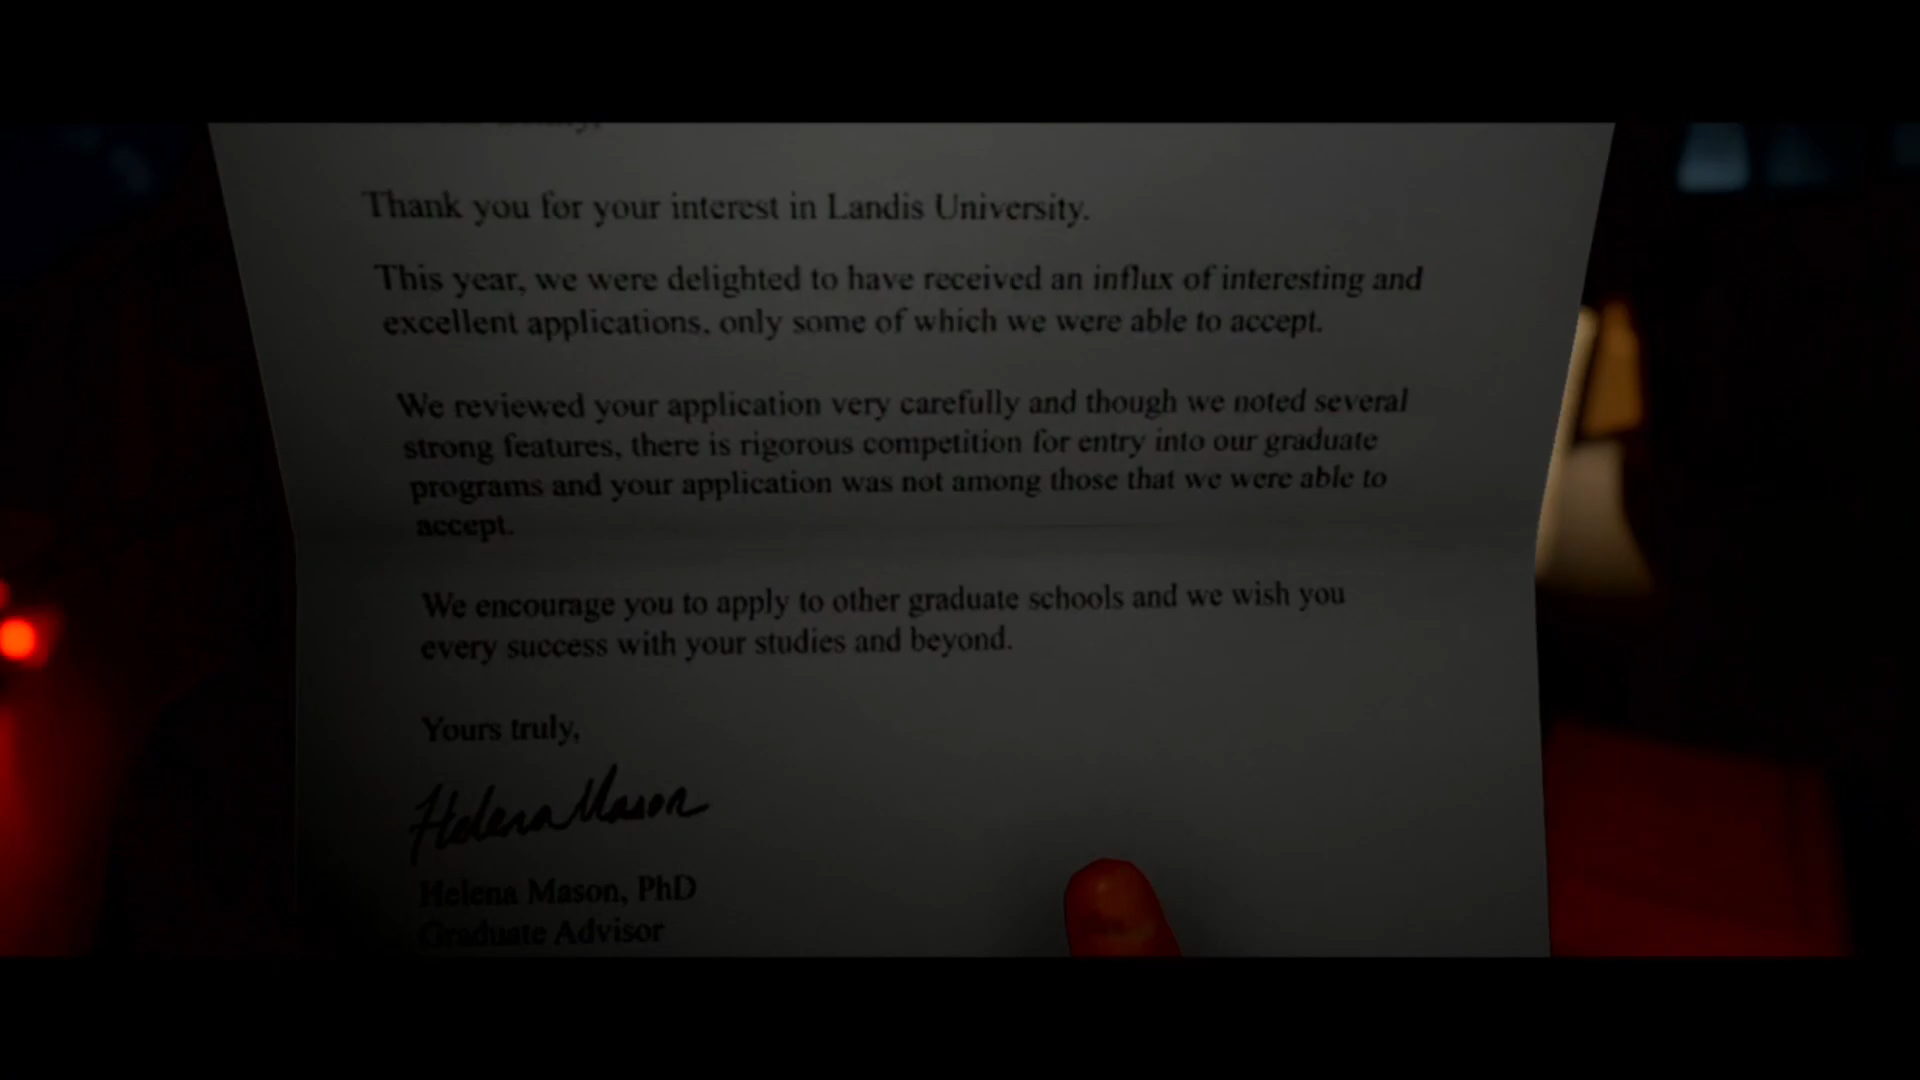 Thank you for your interest in Landis University.
This year, we were delighted to have received an influx of interesting and
excellent applications, only some of which we were able to accept.
We reviewed your application very carefully and though we noted several
strong features, there is rigorous competition for entry into our graduate
programs and your application was not among those that we were able to
accept.
We encourage you to apply to other graduate schools and we wish you
every success with your studies and beyond.
Yours truly,
Helena Mason
Helena Mason, PhD
Graduate Advisor